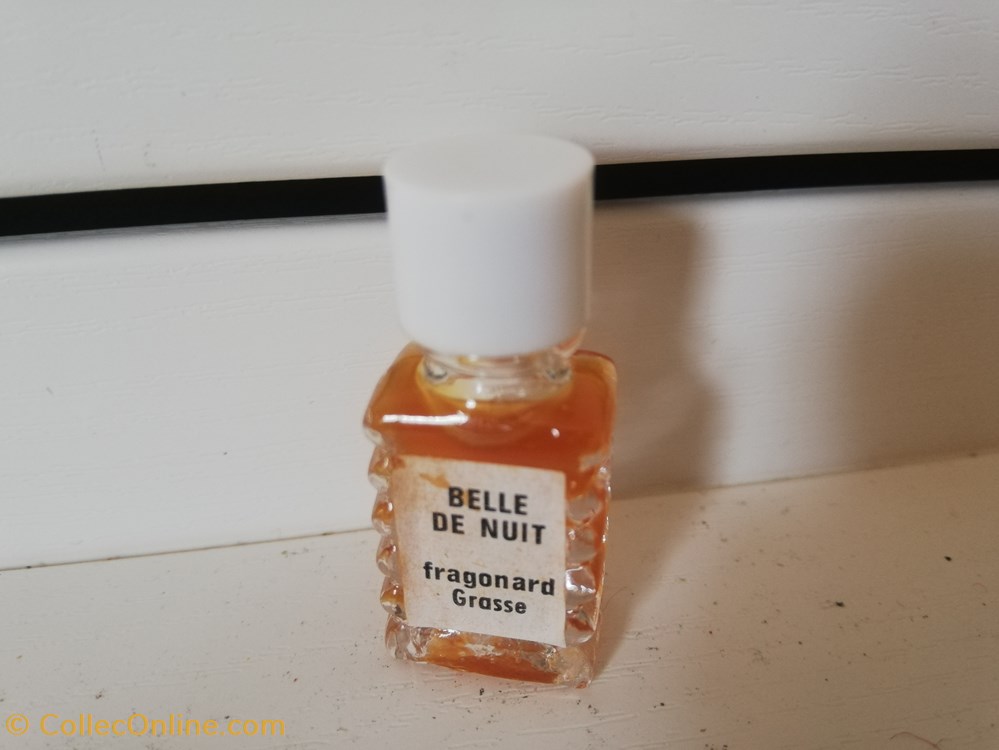 BELLE
DE NUIT
fragonard
Grasse
© CollecOnline.com